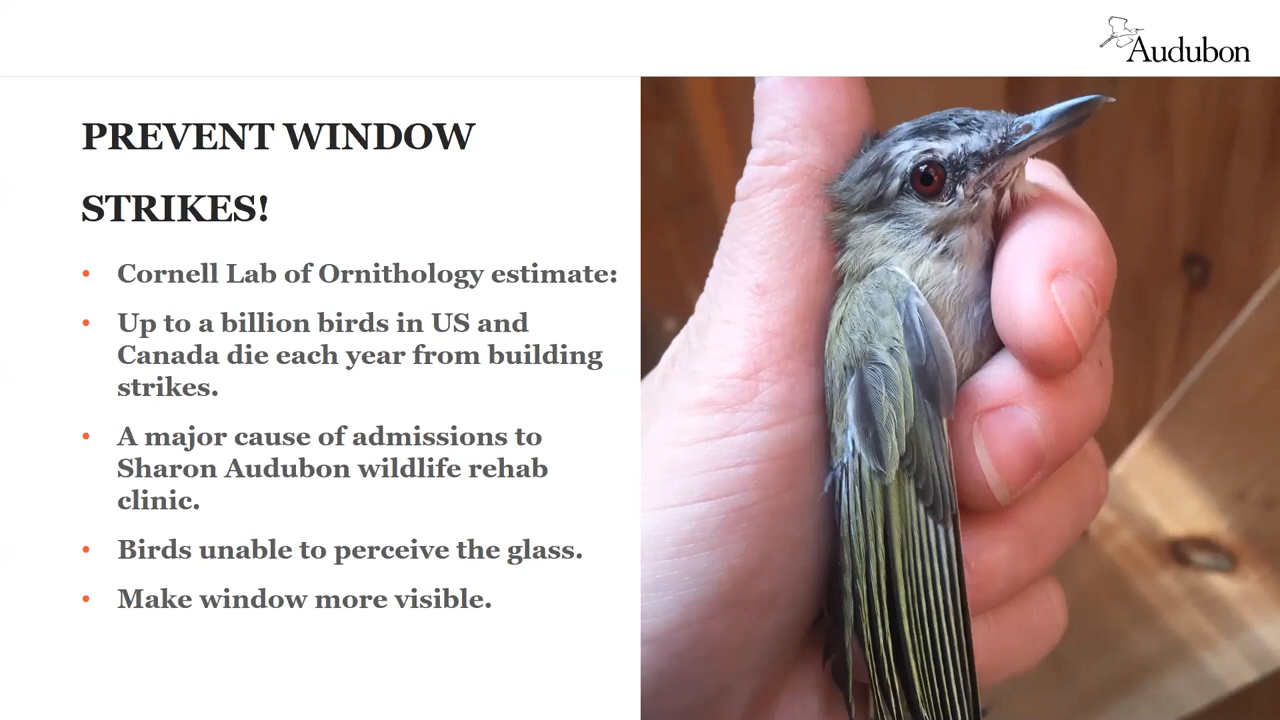 Audubon
PREVENT WINDOW
STRIKES!
• Cornell Lab of Ornithology estimate:
• Up to a billion birds in US and
Canada die each year from building
strikes.
• A major cause of admissions to
Sharon Audubon wildlife rehab
clinic.
• Birds unable to perceive the glass.
• Make window more visible.